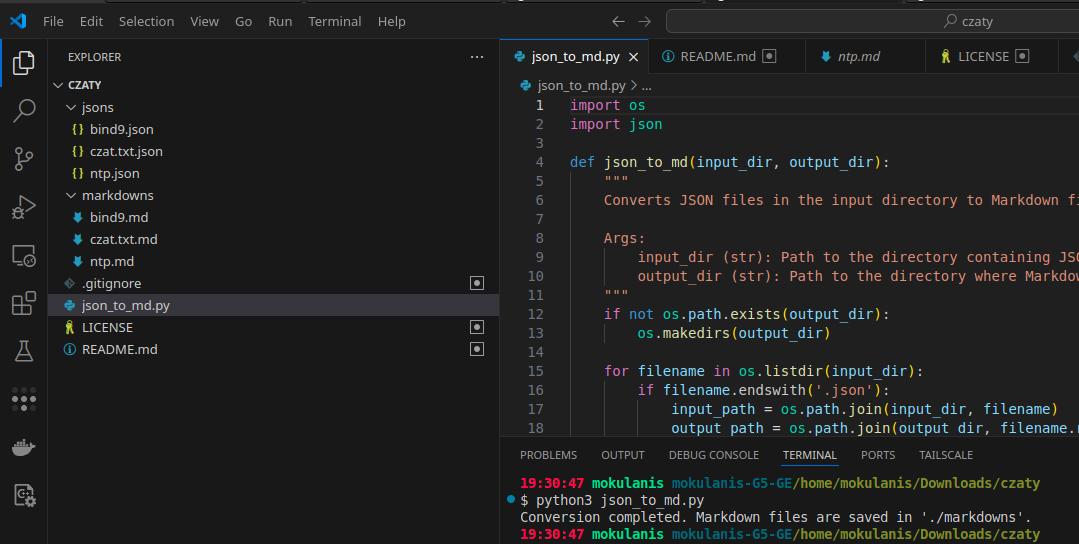 File Edit Selection View Go Run Terminal Help czaty
EXPLORER ...
CZATY
jsons
{} bind9.json
{} czat.txt.json
{} ntp.json
markdowns
bind9.md
czat.txt.md
ntp.md
.gitignore
json_to_md.py
LICENSE
README.md
json_to_md.py README.md ntp.md LICENSE
json_to_md.py > ...
1 import os
2 import json
3
4 def json_to_md(input_dir, output_dir):
5 """
6 Converts JSON files in the input directory to Markdown fi
7
8 Args:
9 input_dir (str): Path to the directory containing JSO
10 output_dir (str): Path to the directory where Markdow
11 """
12 if not os.path.exists(output_dir):
13 os.makedirs(output_dir)
14
15 for filename in os.listdir(input_dir):
16 if filename.endswith('.json'):
17 input_path = os.path.join(input_dir, filename)
18 output_path = os.path.join(output_dir, filename.r
PROBLEMS OUTPUT DEBUG CONSOLE TERMINAL PORTS TAILSCALE
19:30:47 mokulanis mokulanis-G5-GE/home/mokulanis/Downloads/czaty
$ python3 json_to_md.py
Conversion completed. Markdown files are saved in './markdowns'.
19:30:47 mokulanis mokulanis-G5-GE/home/mokulanis/Downloads/czaty